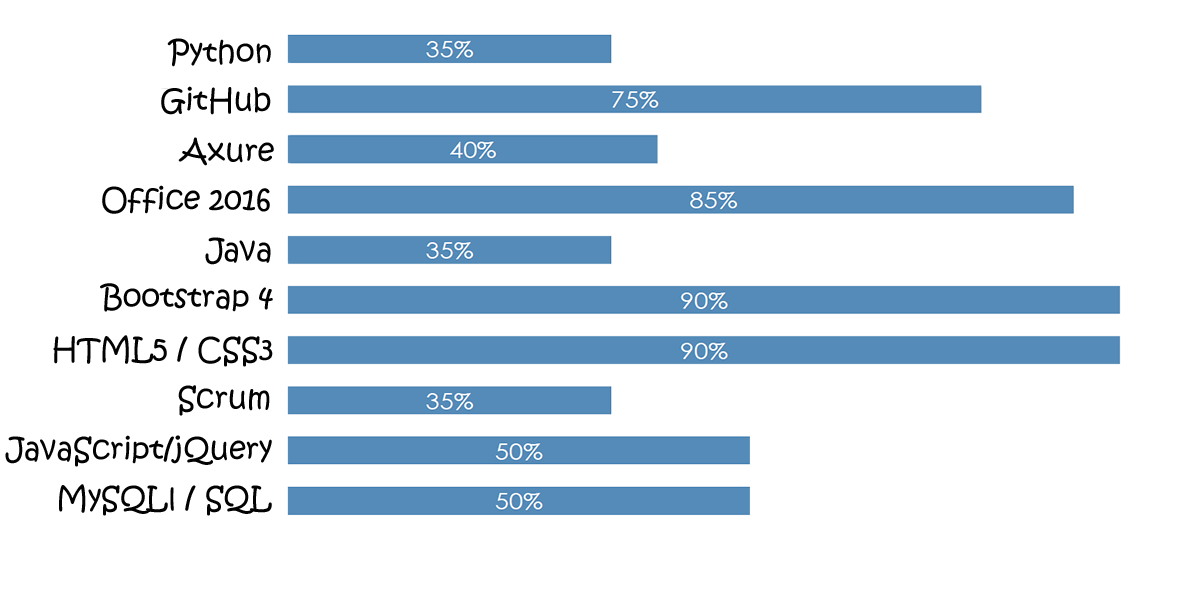 Python 35%
GitHub 75%
Axure 40%
Office 2016 85%
Java 35%
Bootstrap 4 90%
HTML5 / CSS3 90%
Scrum 35%
JavaScript/jQuery 50%
MySQLI / SQL 50%